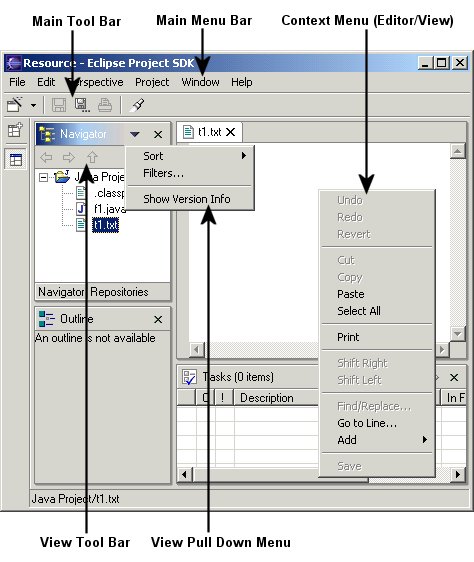 Main Tool Bar
Main Menu Bar
Context Menu (Editor/View)
Resource - Eclipse Project SDK
File Edit Perspective Project Window Help
Navigator
t1.txt
Sort
Filters...
Show Version Info
Java Proje
.classp
f1.java
t1.txt
Navigator Repositories
Outline
An outline is not available
Undo
Redo
Revert
Cut
Copy
Paste
Select All
Print
Shift Right
Shift Left
Find/Replace...
Go to Line...
Add
Save
Tasks (0 items)
C ! Description In F
Java Project/t1.txt
View Tool Bar
View Pull Down Menu